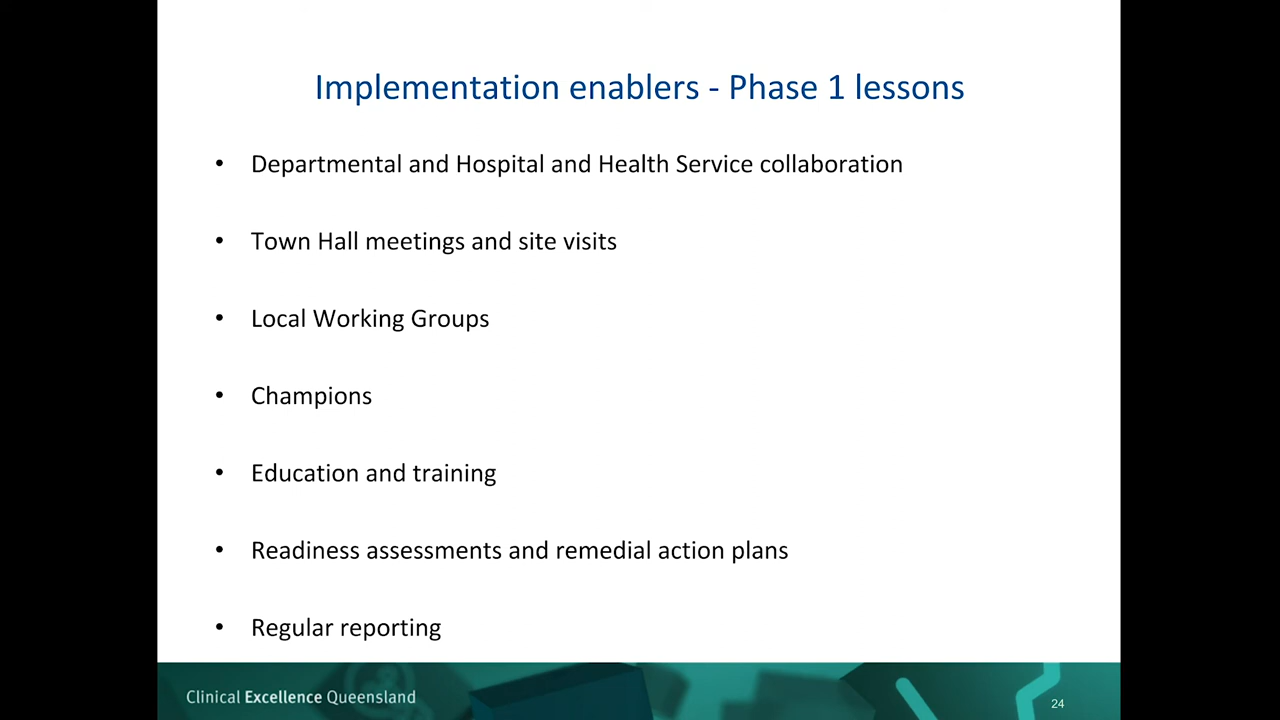 Implementation enablers - Phase 1 lessons
• Departmental and Hospital and Health Service collaboration
• Town Hall meetings and site visits
• Local Working Groups
• Champions
• Education and training
• Readiness assessments and remedial action plans
• Regular reporting
Clinical Excellence Queensland
24